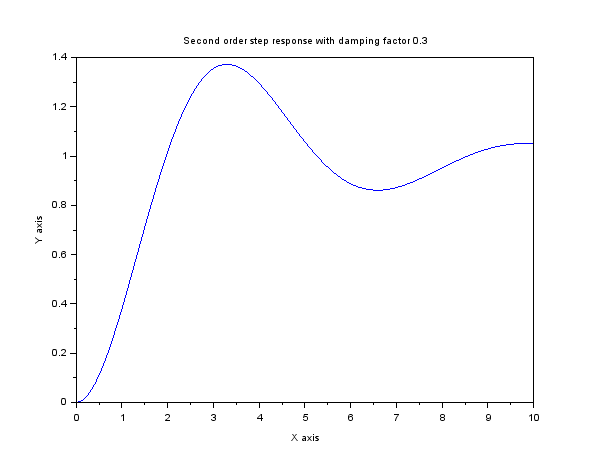 Second order step response with damping factor 0.3
1.4
1.2
1
0.8
0.6
0.4
0.2
0
Y axis
0 1 2 3 4 5 6 7 8 9 10
X axis